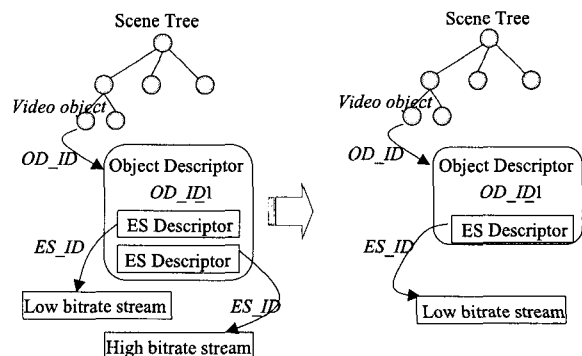 Scene Tree
Video object
OD_ID
Object Descriptor
OD_ID1
ES Descriptor
ES_ID
ES Descriptor
Low bitrate stream
ES_ID
High bitrate stream
Scene Tree
Video object
OD_ID
Object Descriptor
OD_ID1
ES Descriptor
ES_ID
Low bitrate stream